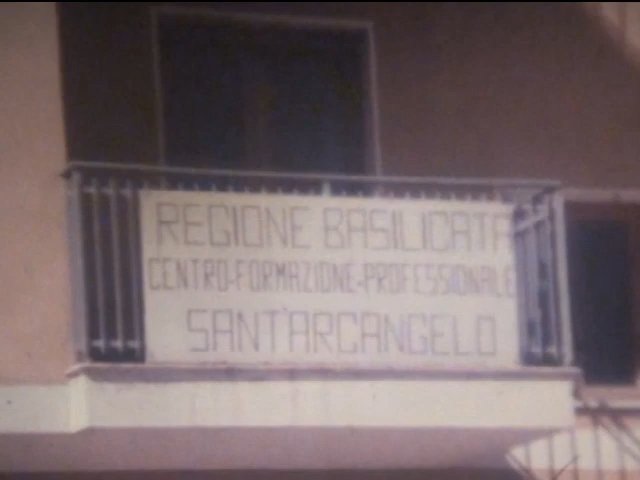 REGIONE BASILICATA
CENTRO-FORMAZIONE-PROFESSIONALE
SANT'ARCANGELO